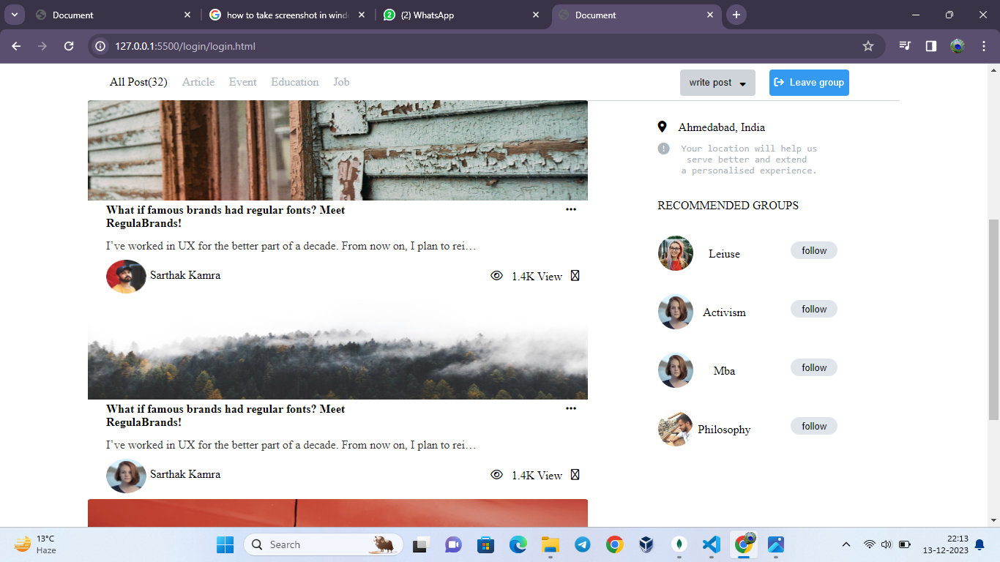 Document
how to take screenshot in wind
2
(2) WhatsApp
Document
127.0.0.1:5500/login/login.html
All Post(32)
Article
Event
Education
Job
write post
Leave group
What if famous brands had regular fonts? Meet
RegulaBrands!
I’ve worked in UX for the better part of a decade. From now on, I plan to rei…
Sarthak Kamra
1.4K View
What if famous brands had regular fonts? Meet
RegulaBrands!
I’ve worked in UX for the better part of a decade. From now on, I plan to rei…
Sarthak Kamra
1.4K View
Ahmedabad, India
Your location will help us
serve better and extend
a personalised experience.
RECOMMENDED GROUPS
Leiuse
follow
Activism
follow
Mba
follow
Philosophy
follow
13°C
Haze
Search
22:13
13-12-2023